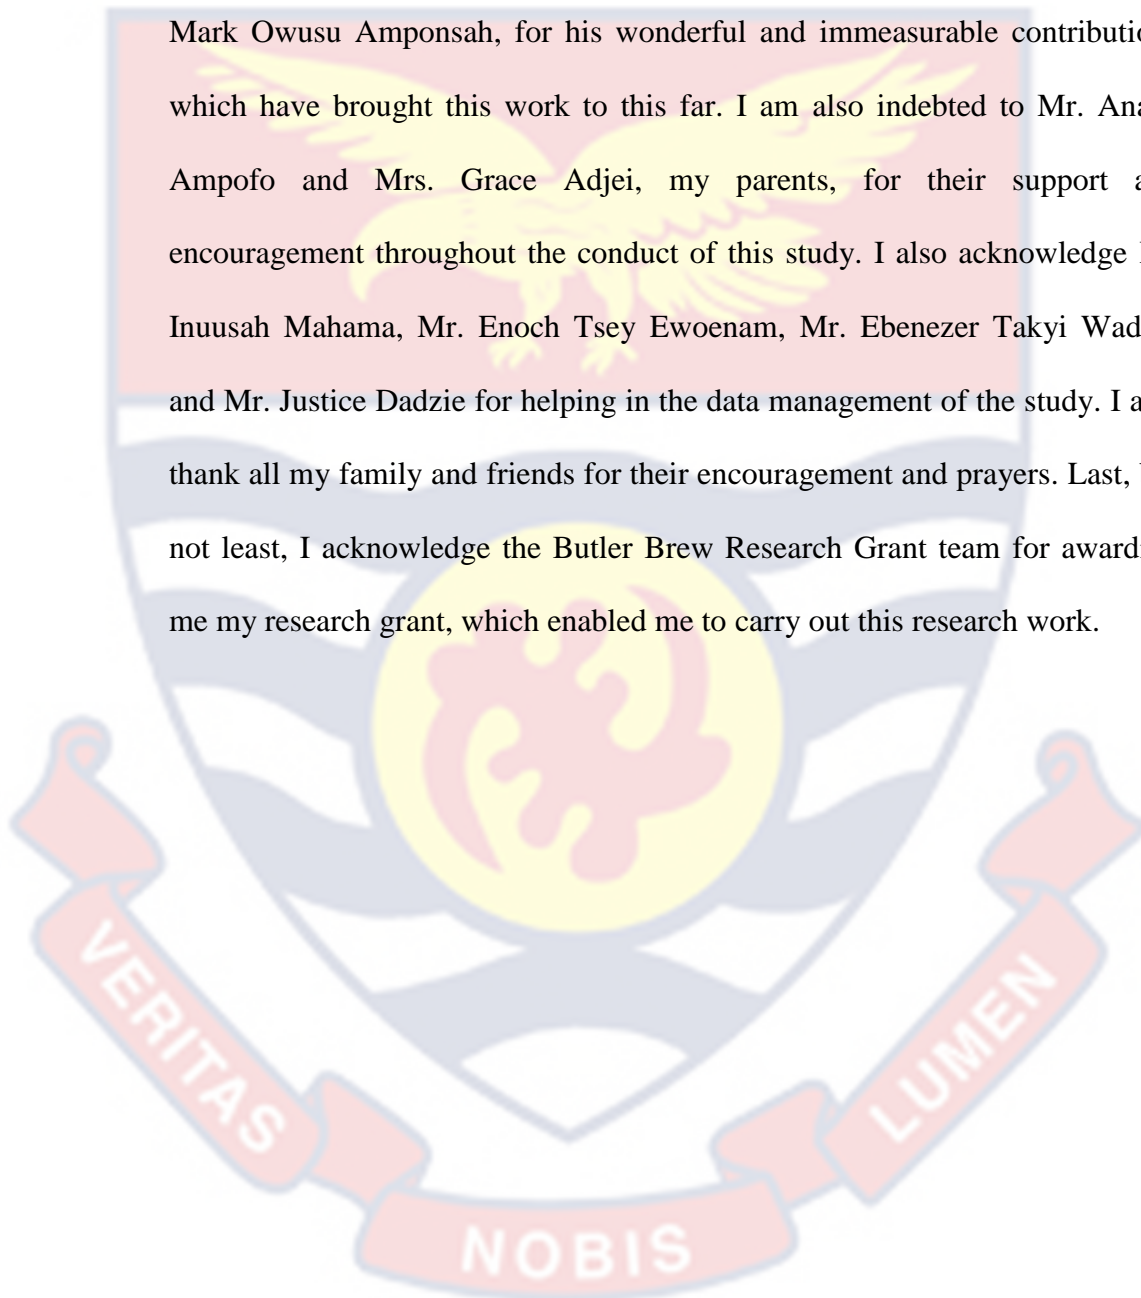 Mark Owusu Amponsah, for his wonderful and immeasurable contributio
which have brought this work to this far. I am also indebted to Mr. Ana
Ampofo and Mrs. Grace Adjei, my parents, for their support a
encouragement throughout the conduct of this study. I also acknowledge
Inuusah Mahama, Mr. Enoch Tsey Ewoenam, Mr. Ebenezer Takyi Wad
and Mr. Justice Dadzie for helping in the data management of the study. I a
thank all my family and friends for their encouragement and prayers. Last,
not least, I acknowledge the Butler Brew Research Grant team for award
me my research grant, which enabled me to carry out this research work.
VERITAS
NOBIS
LUMEN